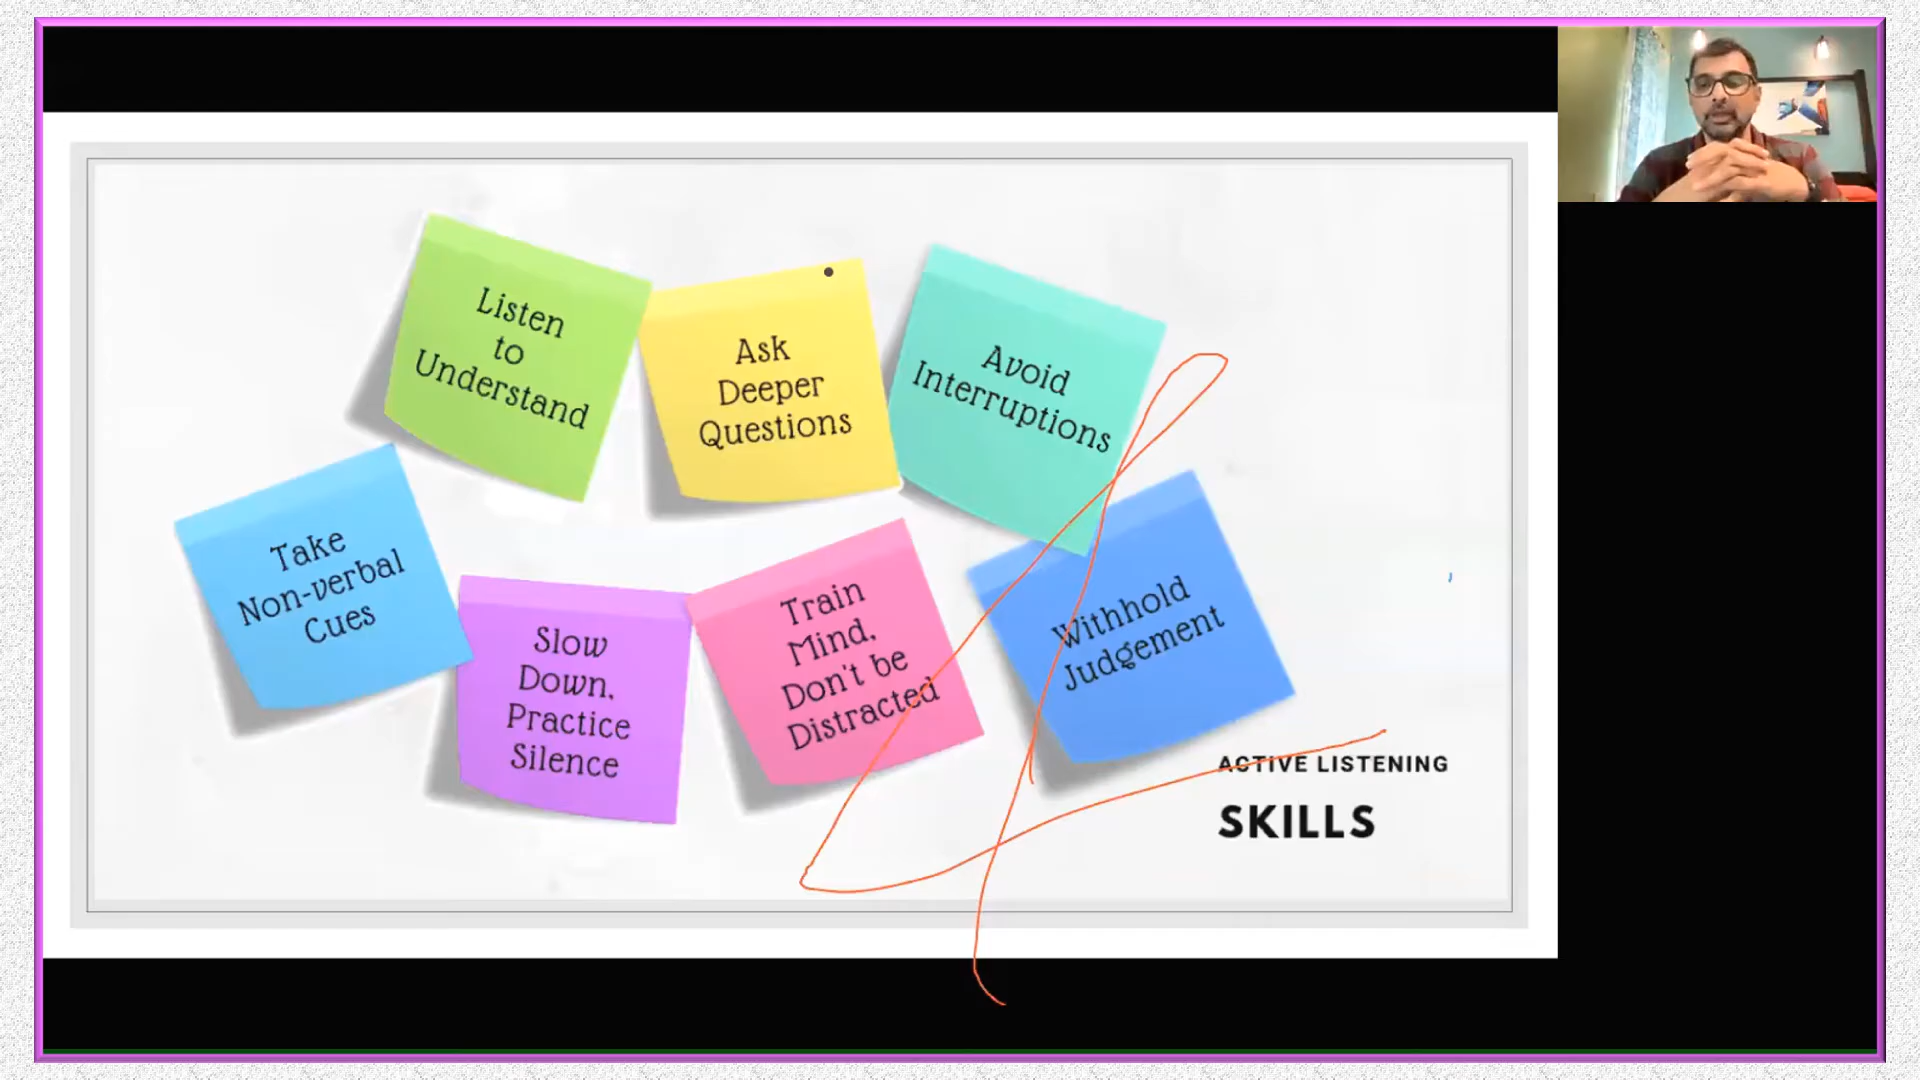 Listen
to
Understand
Ask
Deeper
Questions
Avoid
Interruptions
Take
Non-verbal
Cues
Slow
Down,
Practice
Silence
Train
Mind,
Don't be
Distracted
Withhold
Judgement
ACTIVE LISTENING
SKILLS